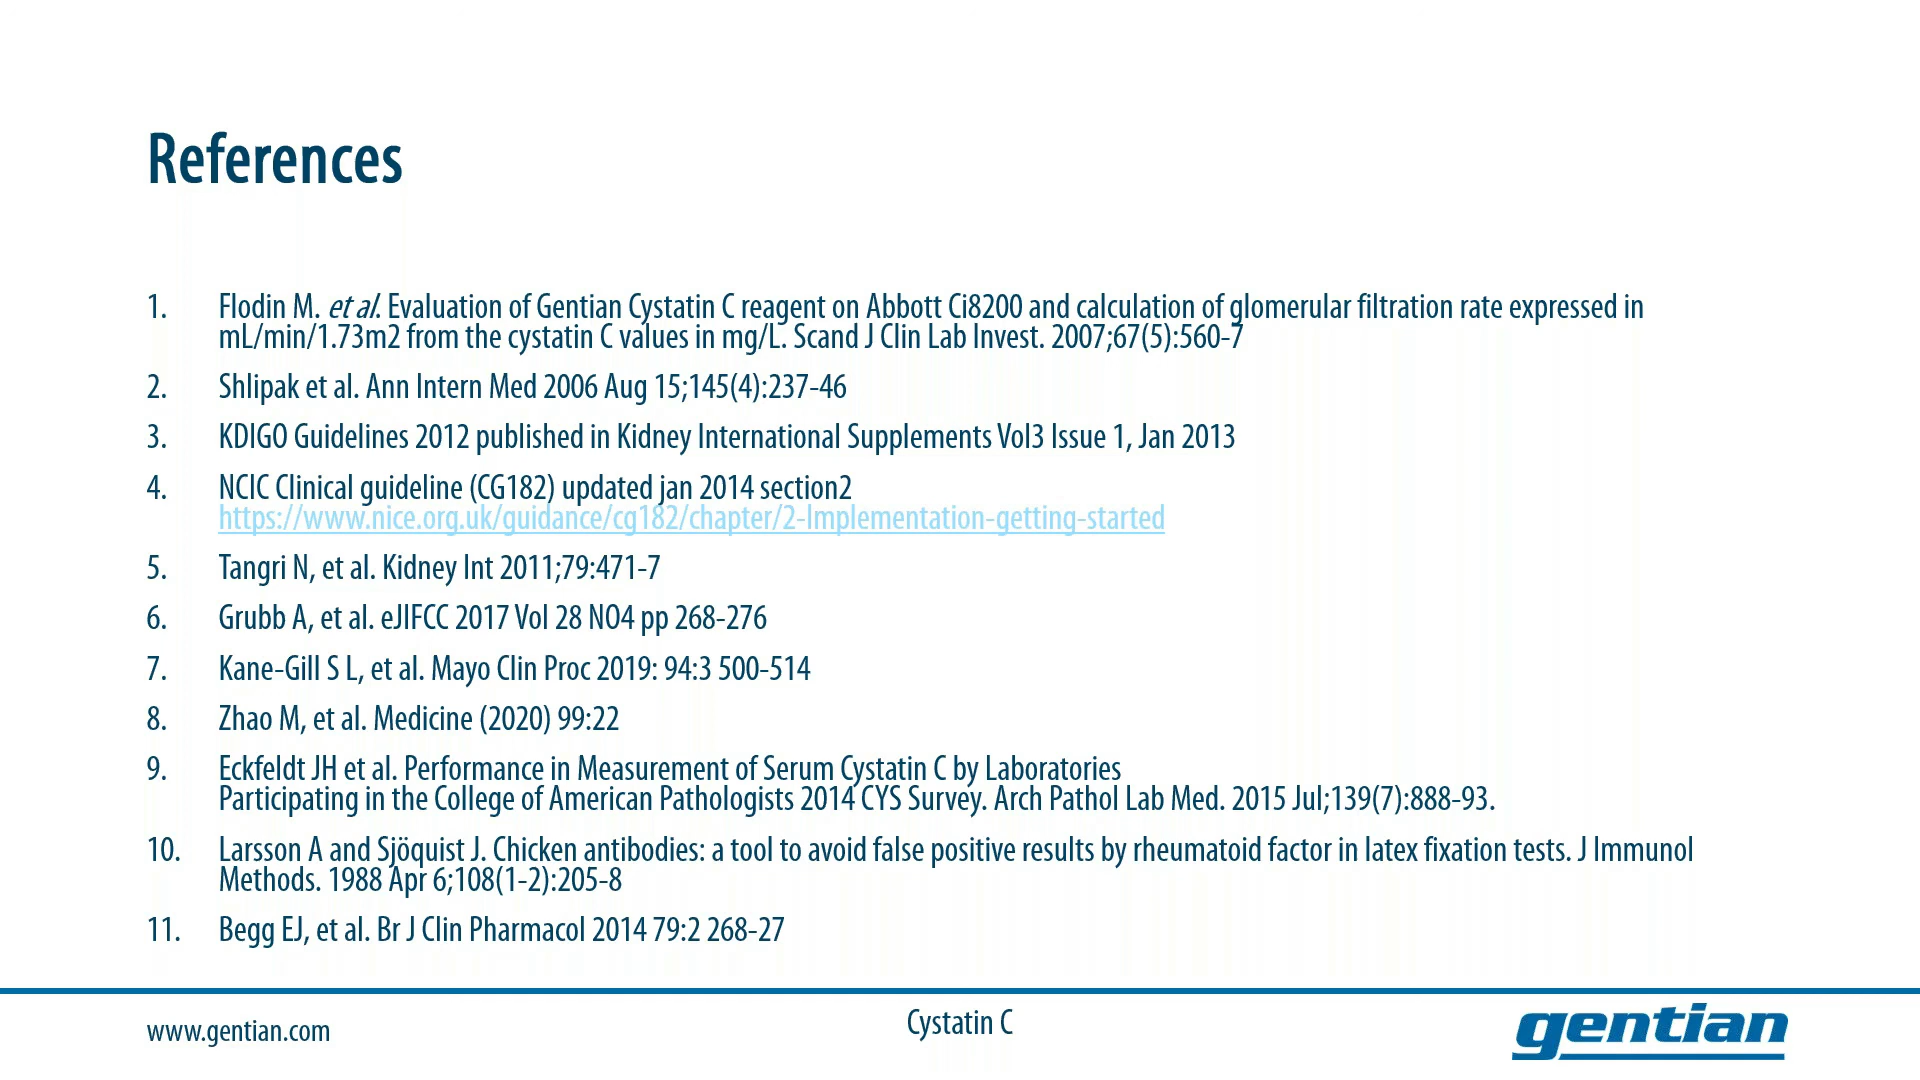 References
1. Flodin M. et al. Evaluation of Gentian Cystatin C reagent on Abbott Ci8200 and calculation of glomerular filtration rate expressed in
mL/min/1.73m2 from the cystatin C values in mg/L. Scand J Clin Lab Invest. 2007;67(5):560-7
2. Shlipak et al. Ann Intern Med 2006 Aug 15;145(4):237-46
3. KDIGO Guidelines 2012 published in Kidney International Supplements Vol3 Issue 1, Jan 2013
4. NCIC Clinical guideline (CG182) updated jan 2014 section2
https://www.nice.org.uk/guidance/cg182/chapter/2-Implementation-getting-started
5. Tangri N, et al. Kidney Int 2011;79:471-7
6. Grubb A, et al. eJIFCC 2017 Vol 28 NO4 pp 268-276
7. Kane-Gill S L, et al. Mayo Clin Proc 2019: 94:3 500-514
8. Zhao M, et al. Medicine (2020) 99:22
9. Eckfeldt JH et al. Performance in Measurement of Serum Cystatin C by Laboratories
Participating in the College of American Pathologists 2014 CYS Survey. Arch Pathol Lab Med. 2015 Jul;139(7):888-93.
10. Larsson A and Sjöquist J. Chicken antibodies: a tool to avoid false positive results by rheumatoid factor in latex fixation tests. J Immunol
Methods. 1988 Apr 6;108(1-2):205-8
11. Begg EJ, et al. Br J Clin Pharmacol 2014 79:2 268-27
www.gentian.com
Cystatin C
gentian